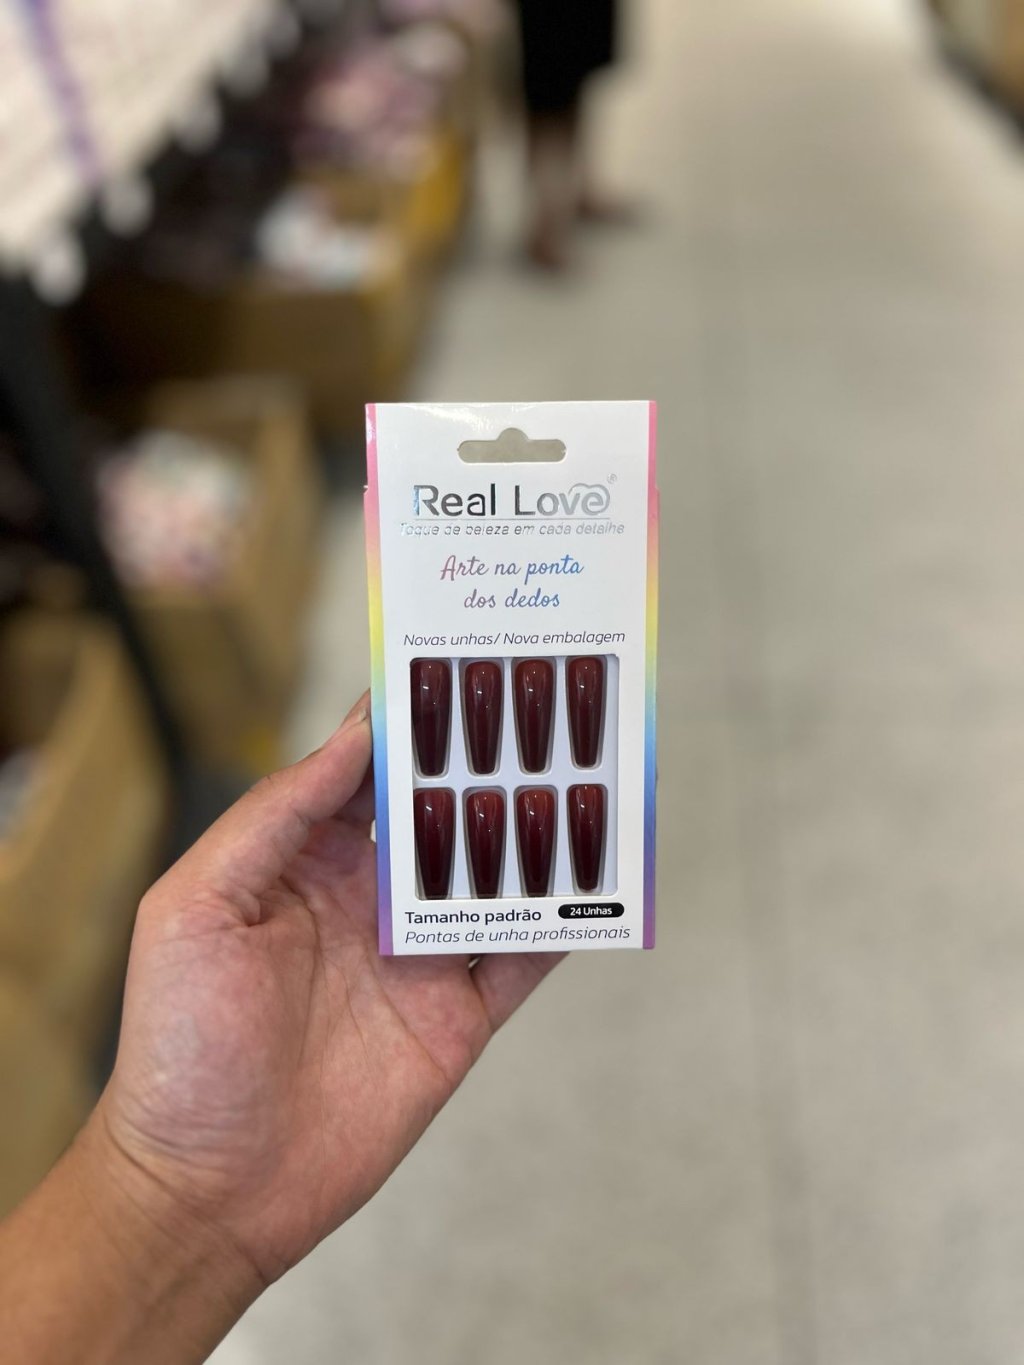 Real Love®
Toque de beleza em cada detalhe
Arte na ponta
dos dedos
Novas unhas/ Nova embalagem
Tamanho padrão 24 Unhas
Pontas de unha profissionais